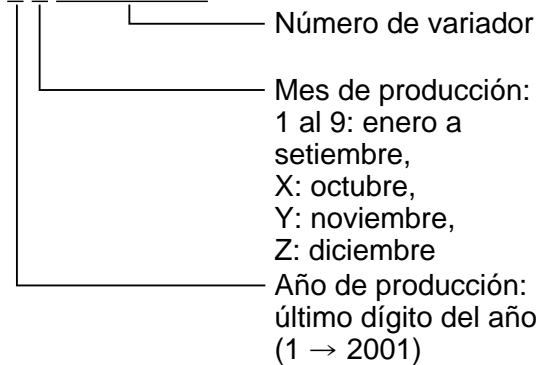 Número de variador
Mes de producción:
1 al 9: enero a
setiembre,
X: octubre,
Y: noviembre,
Z: diciembre
Año de producción:
último dígito del año
(1 → 2001)